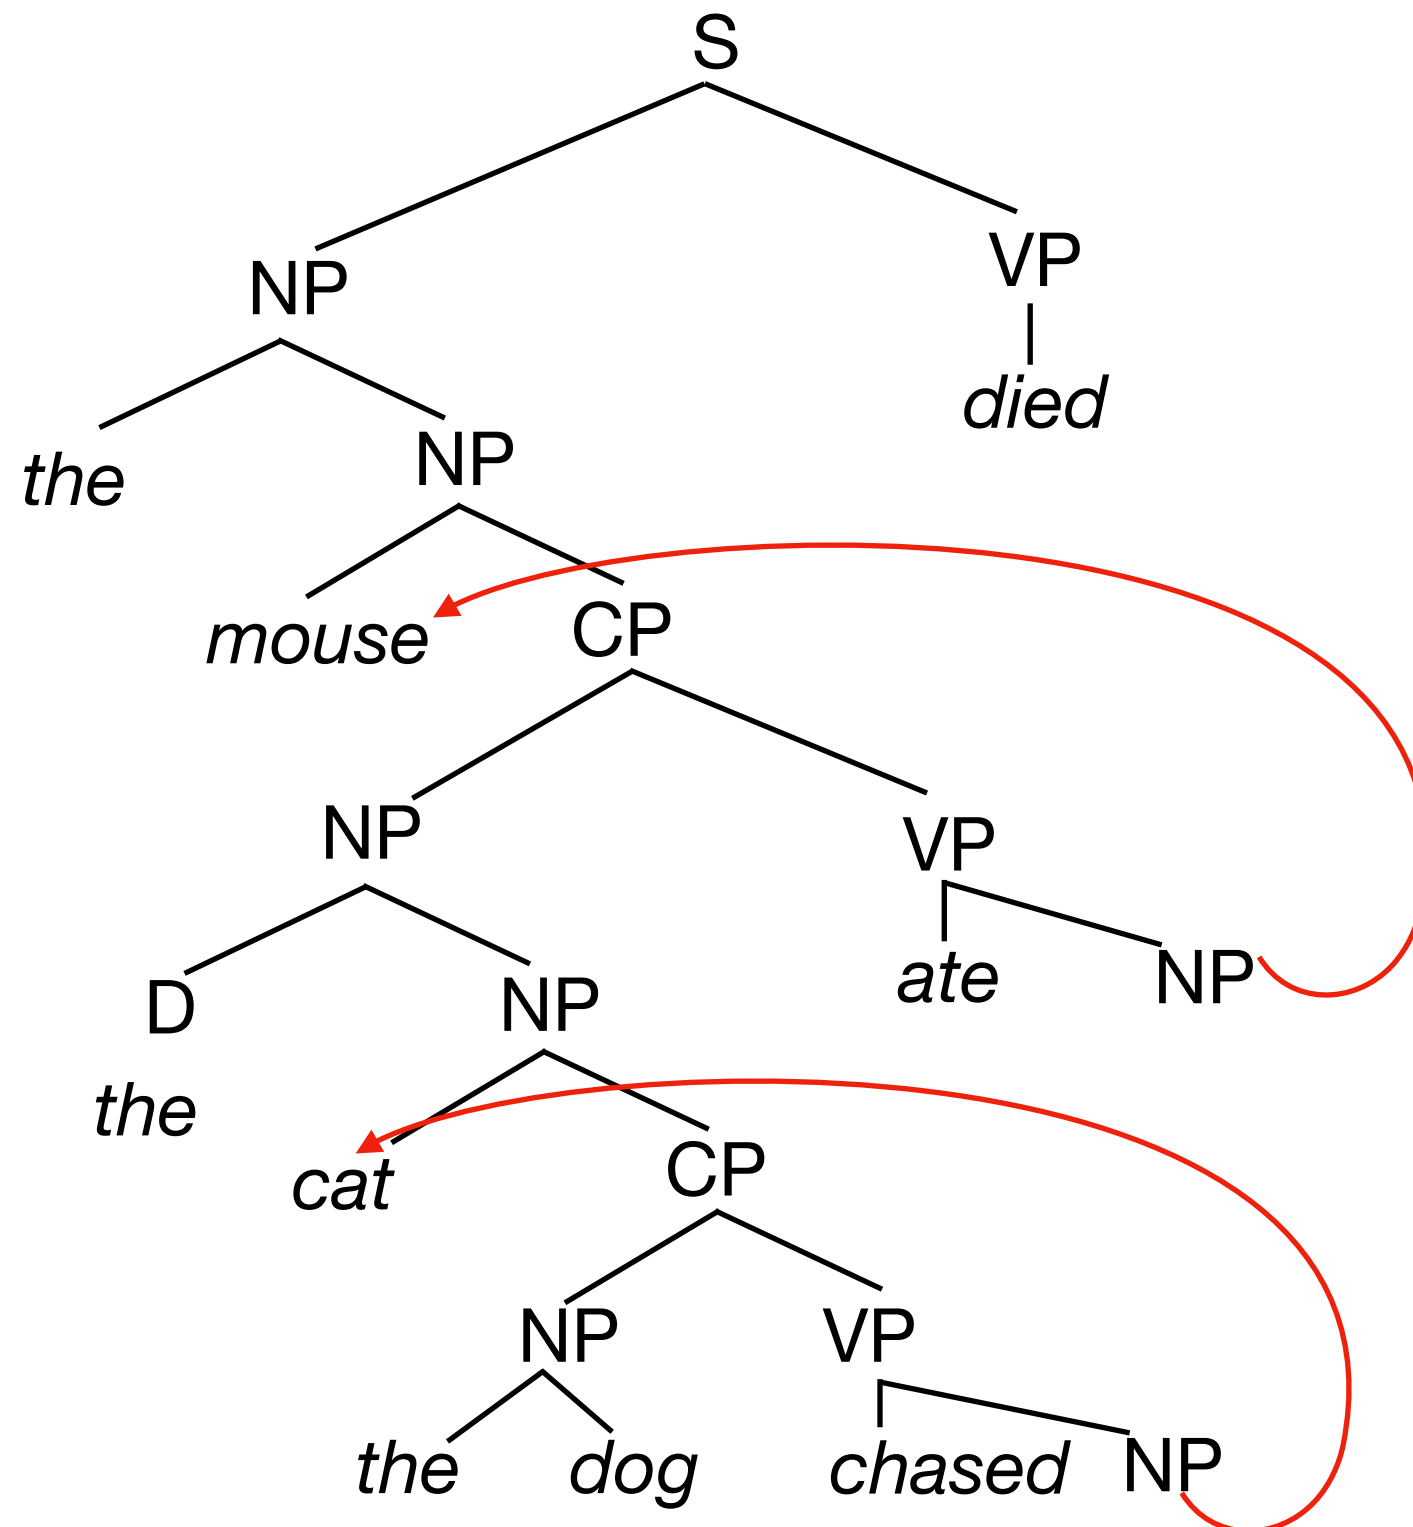 S
NP VP
died
the NP
mouse CP
NP VP
D NP ate NP
the
cat CP
NP VP
the dog chased NP